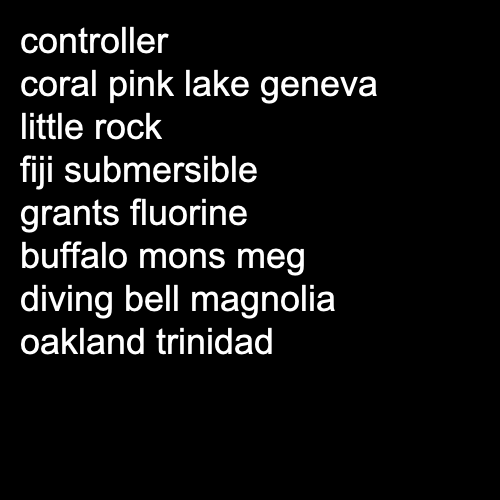 controller
coral pink lake geneva
little rock
fiji submersible
grants fluorine
buffalo mons meg
diving bell magnolia
oakland trinidad